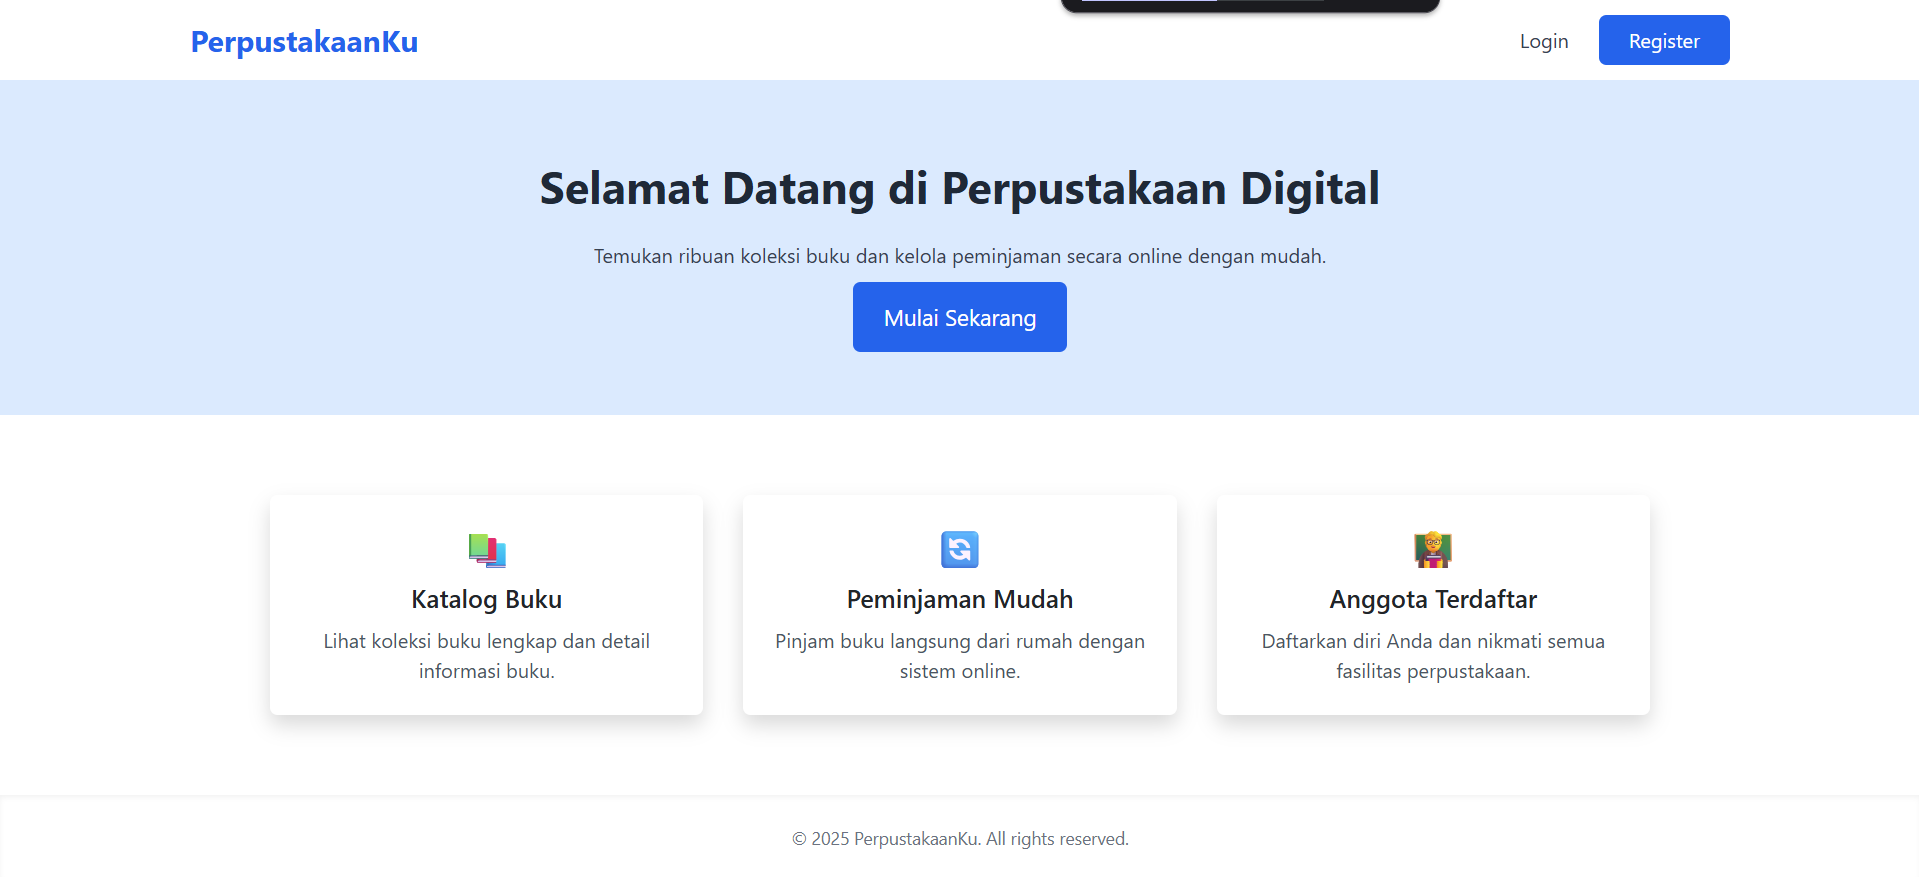 PerpustakaanKu
Login
Register
Selamat Datang di Perpustakaan Digital
Temukan ribuan koleksi buku dan kelola peminjaman secara online dengan mudah.
Mulai Sekarang
Katalog Buku
Lihat koleksi buku lengkap dan detail
informasi buku.
Peminjaman Mudah
Pinjam buku langsung dari rumah dengan
sistem online.
Anggota Terdaftar
Daftarkan diri Anda dan nikmati semua
fasilitas perpustakaan.
© 2025 PerpustakaanKu. All rights reserved.